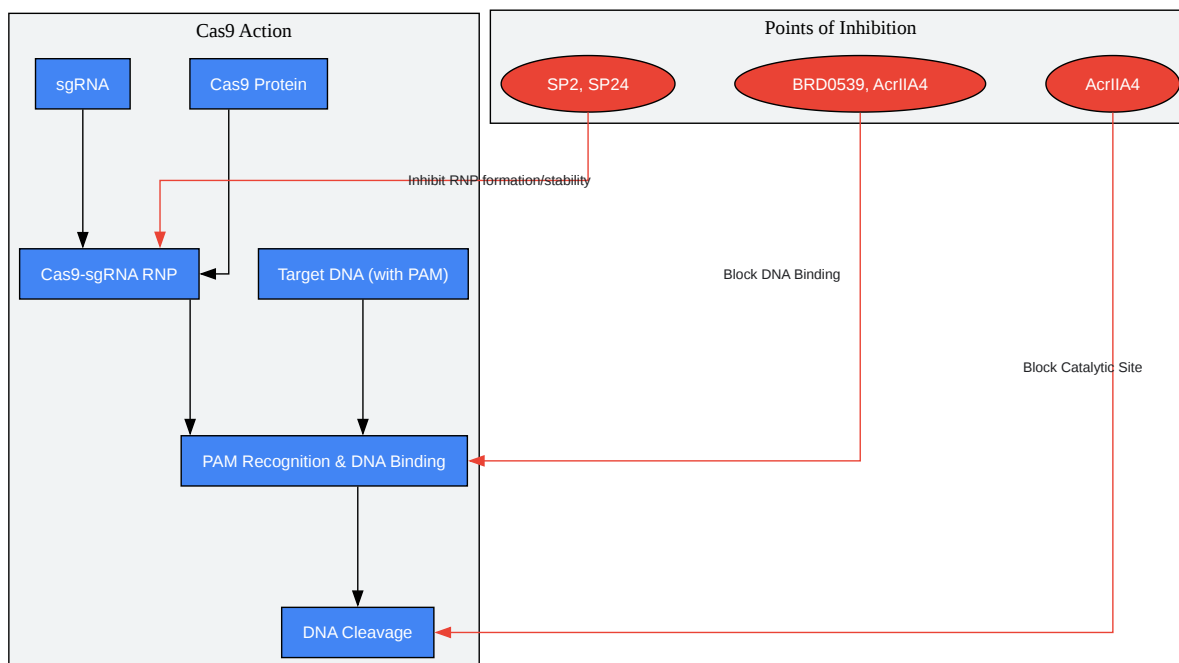 Cas9 Action
Points of Inhibition
sgRNA
Cas9 Protein
SP2, SP24
BRD0539, AcrIIA4
AcrIIA4
Inhibit RNP formation/stability
Cas9-sgRNA RNP
Target DNA (with PAM)
Block DNA Binding
Block Catalytic Site
PAM Recognition & DNA Binding
DNA Cleavage